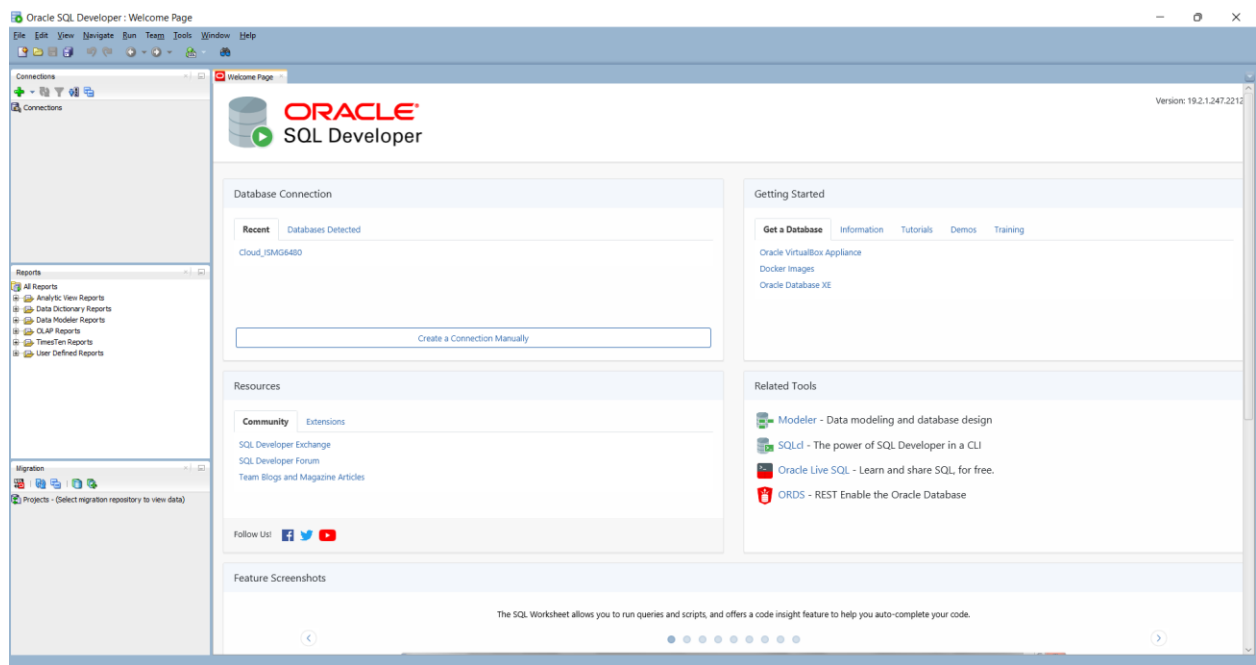 Oracle SQL Developer : Welcome Page
File Edit View Navigate Run Team Tools Window Help
Connections
Connections
Reports
All Reports
Analytic View Reports
Data Dictionary Reports
Data Modeler Reports
OLAP Reports
TimesTen Reports
User Defined Reports
Migration
Projects - (Select migration repository to view data)
Welcome Page
ORACLE
SQL Developer
Version: 19.2.1.247.2212
Database Connection
Recent Databases Detected
Cloud_ISMG6480
Create a Connection Manually
Getting Started
Get a Database Information Tutorials Demos Training
Oracle VirtualBox Appliance
Docker Images
Oracle Database XE
Resources
Community Extensions
SQL Developer Exchange
SQL Developer Forum
Team Blogs and Magazine Articles
Follow Us!
Related Tools
Modeler - Data modeling and database design
SQLcl - The power of SQL Developer in a CLI
Oracle Live SQL - Learn and share SQL, for free.
ORDS - REST Enable the Oracle Database
Feature Screenshots
The SQL Worksheet allows you to run queries and scripts, and offers a code insight feature to help you auto-complete your code.